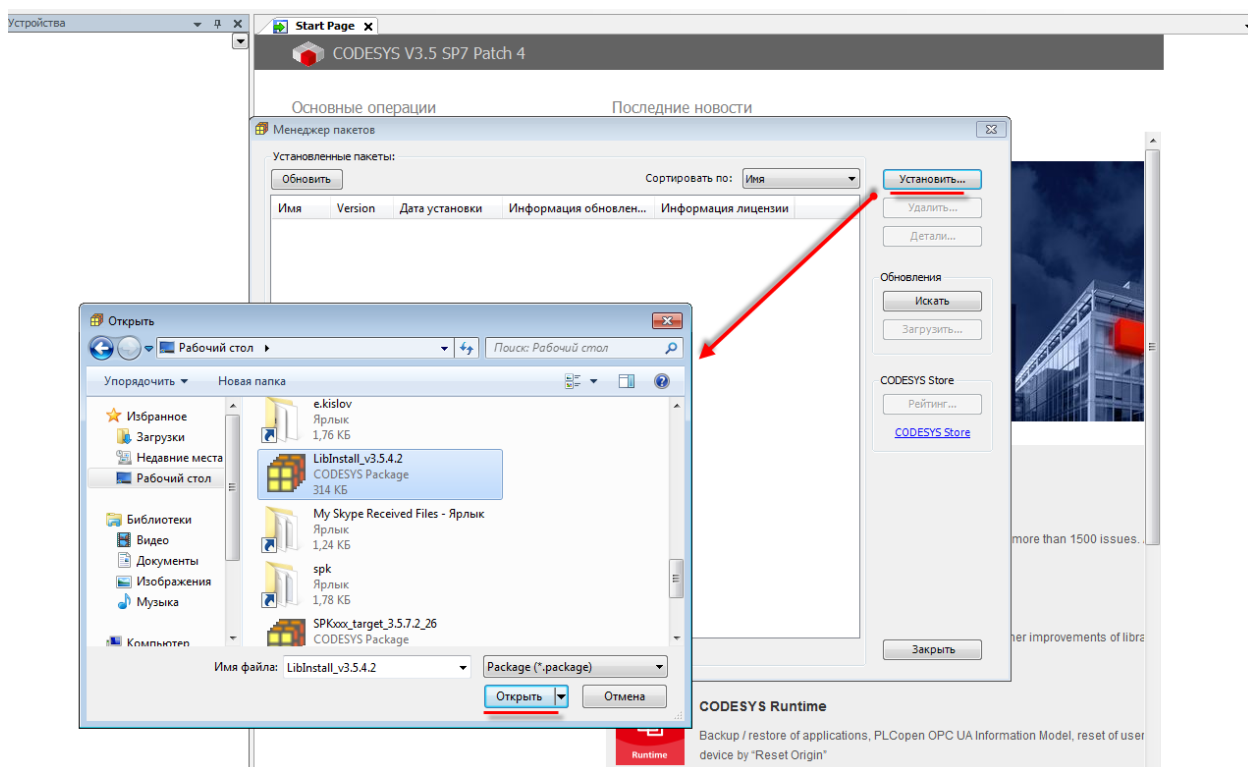 Устройства
Start Page
CODESYS V3.5 SP7 Patch 4
Основные операции
Последние новости
Менеджер пакетов
Установленные пакеты:
Обновить
Сортировать по:
Имя
Имя
Version
Дата установки
Информация обновлен...
Информация лицензии
Установить...
Удалить...
Детали...
Обновления
Искать
Загрузить...
CODESYS Store
Рейтинг...
CODESYS Store
Закрыть
Открыть
Рабочий стол
Поиск: Рабочий стол
Упорядочить
Новая папка
Избранное
Загрузки
Недавние места
Рабочий стол
Библиотеки
Видео
Документы
Изображения
Музыка
Компьютер
e.kislov
Ярлык
1,76 КБ
LibInstall_v3.5.4.2
CODESYS Package
314 КБ
My Skype Received Files - Ярлык
Ярлык
1,24 КБ
spk
Ярлык
1,78 КБ
SPKxxx_target_3.5.7.2_26
CODESYS Package
Имя файла:
LibInstall_v3.5.4.2
Package (*.package)
Открыть
Отмена
more than 1500 issues.
her improvements of libra
CODESYS Runtime
Backup / restore of applications, PLCopen OPC UA Information Model, reset of user
device by "Reset Origin"
Runtime